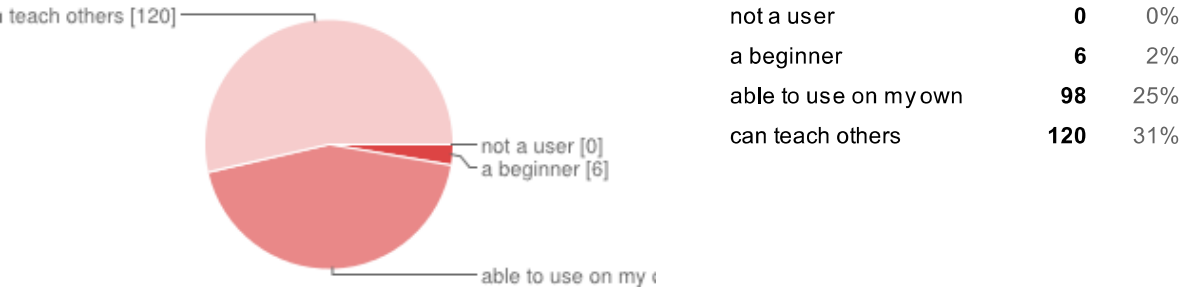 teach others [120]
not a user [0]
a beginner [6]
able to use on my
not a user 0 0%
a beginner 6 2%
able to use on my own 98 25%
can teach others 120 31%